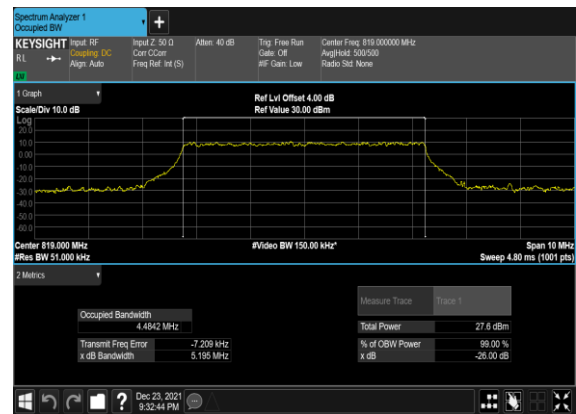 Spectrum Analyzer 1
Occupied BW
KEYSIGHT Input: RF Input Z: 50 Ω Atten: 40 dB Trig: Free Run Center Freq: 819.000000 MHz
RL Coupling: DC Corr CCorr Gate: Off Avg|Hold: 500/500
Align: Auto Freq Ref: Int (S) #IF Gain: Low Radio Std: None
LV
1 Graph
Ref Lvl Offset 4.00 dB
Scale/Div 10.0 dB Ref Value 30.00 dBm
Log
20.0
10.0
0.00
-10.0
-20.0
-30.0
-40.0
-50.0
-60.0
Center 819.000 MHz #Video BW 150.00 kHz* Span 10 MHz
#Res BW 51.000 kHz Sweep 4.80 ms (1001 pts)
2 Metrics
Measure Trace Trace 1
Occupied Bandwidth
4.4842 MHz Total Power 27.6 dBm
Transmit Freq Error -7.209 kHz % of OBW Power 99.00 %
x dB Bandwidth 5.195 MHz x dB -26.00 dB
Dec 23, 2021
9:32:44 PM